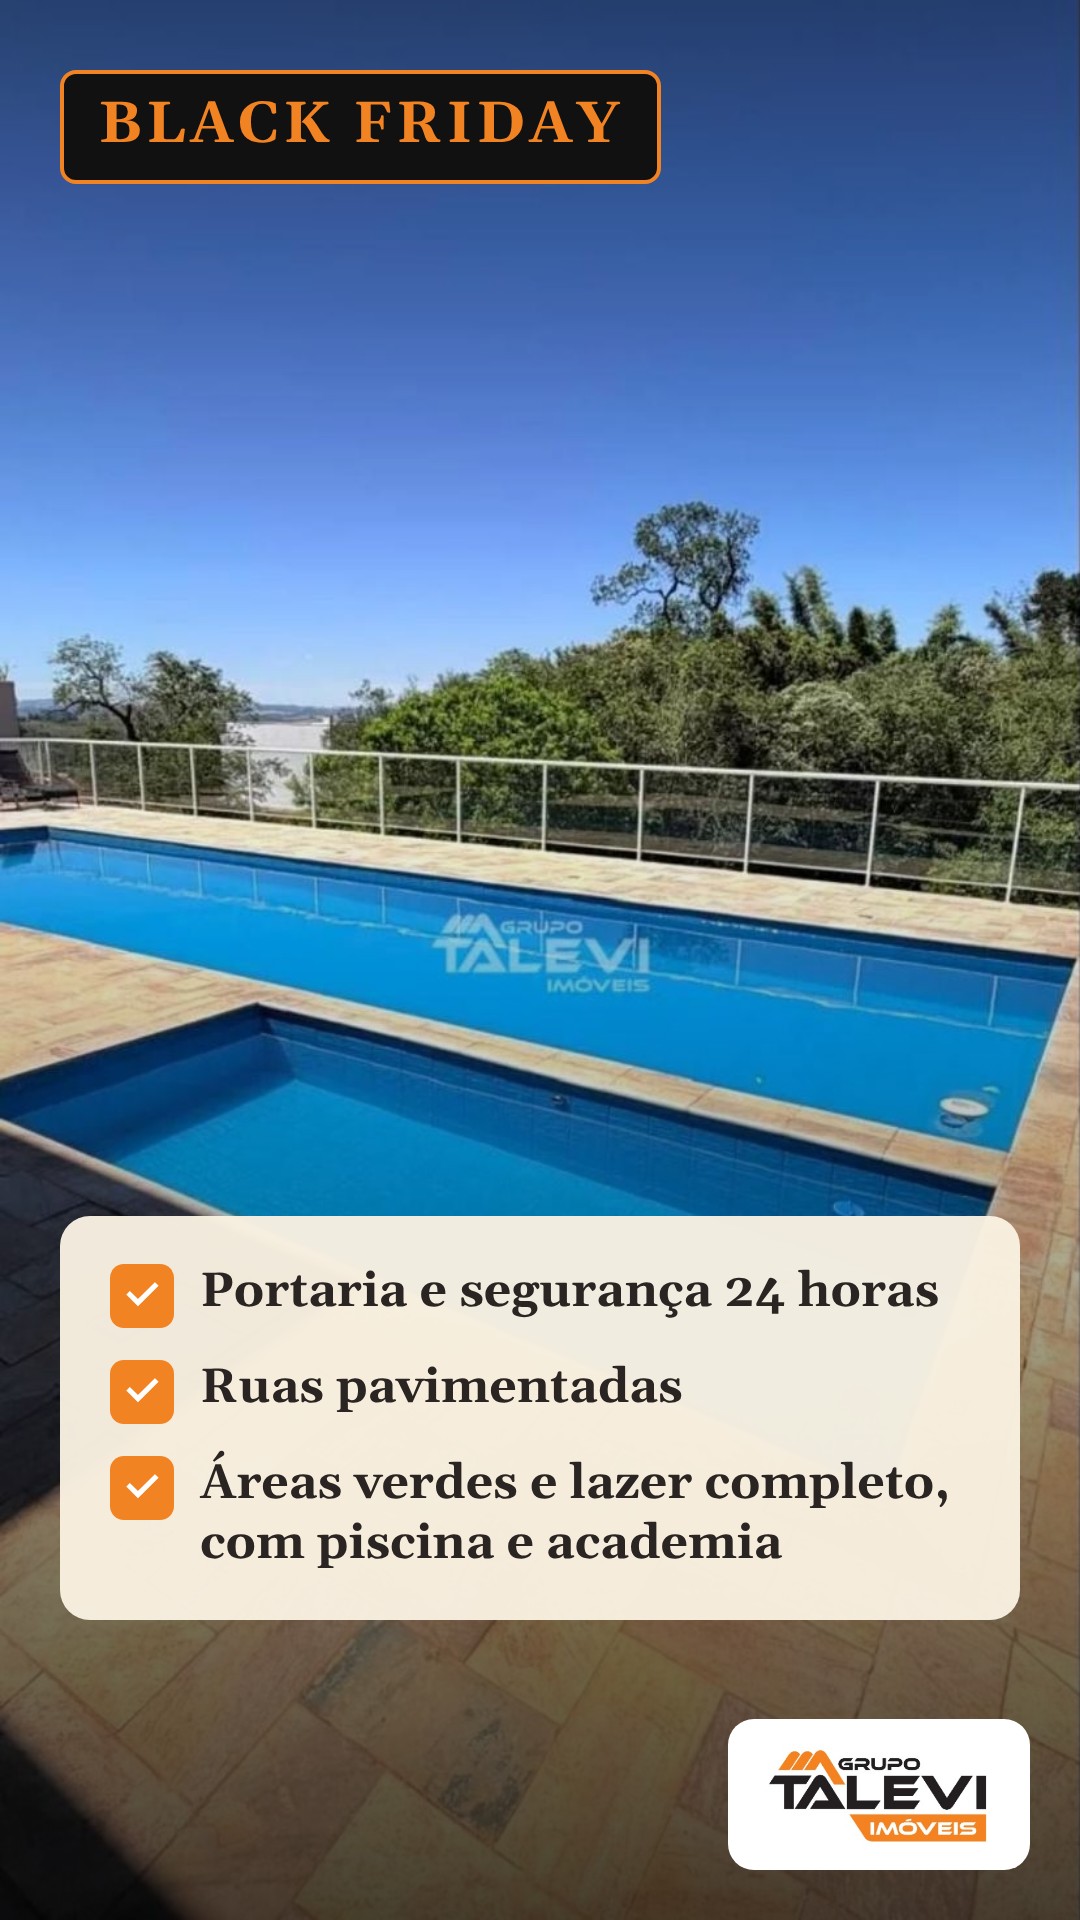 BLACK FRIDAY
GRUPO
TALEVI
IMÓVEIS
Portaria e segurança 24 horas
Ruas pavimentadas
Áreas verdes e lazer completo,
com piscina e academia
GRUPO
TALEVI
IMÓVEIS